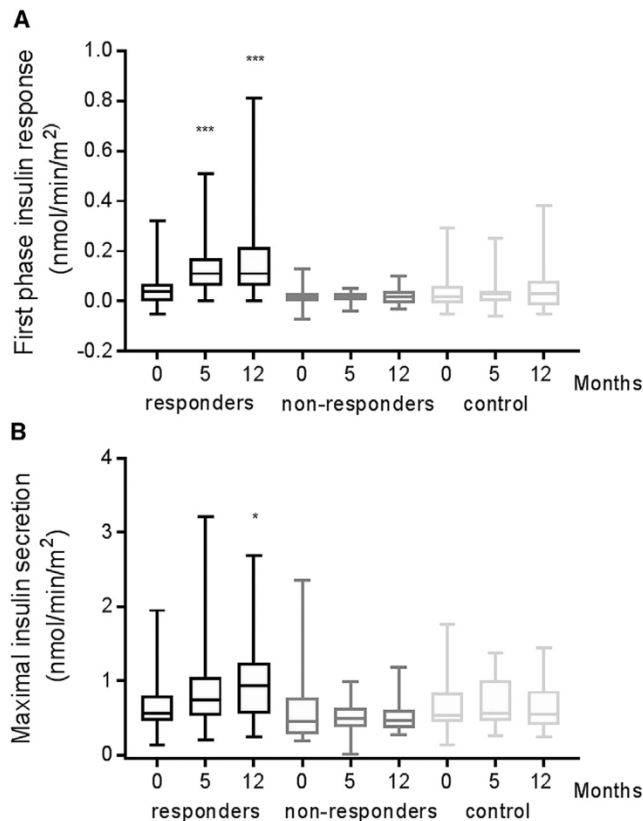 A
First phase insulin response
(nmol/min/m²)
1.0
0.8
0.6
0.4
0.2
0.0
-0.2
***
***
0 5 12 0 5 12 0 5 12 Months
responders non-responders control
B
Maximal insulin secretion
(nmol/min/m²)
4
3
2
1
0
*
0 5 12 0 5 12 0 5 12 Months
responders non-responders control